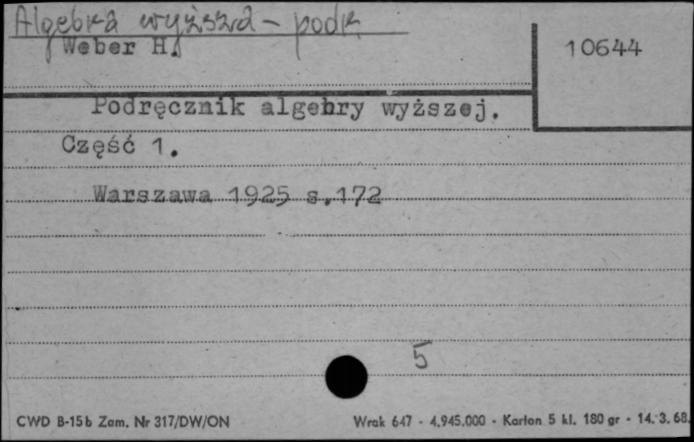 Algebra wyższa - podr
Weber H.
10644
Podręcznik algebry wyższej.
Część 1.
Warszawa 1925 s.172
5
CWD B-15b Zam. Nr 317/DW/ON
Wrak 647 - 4.945.000 - Karton 5 kl. 180 gr - 14.3.68.